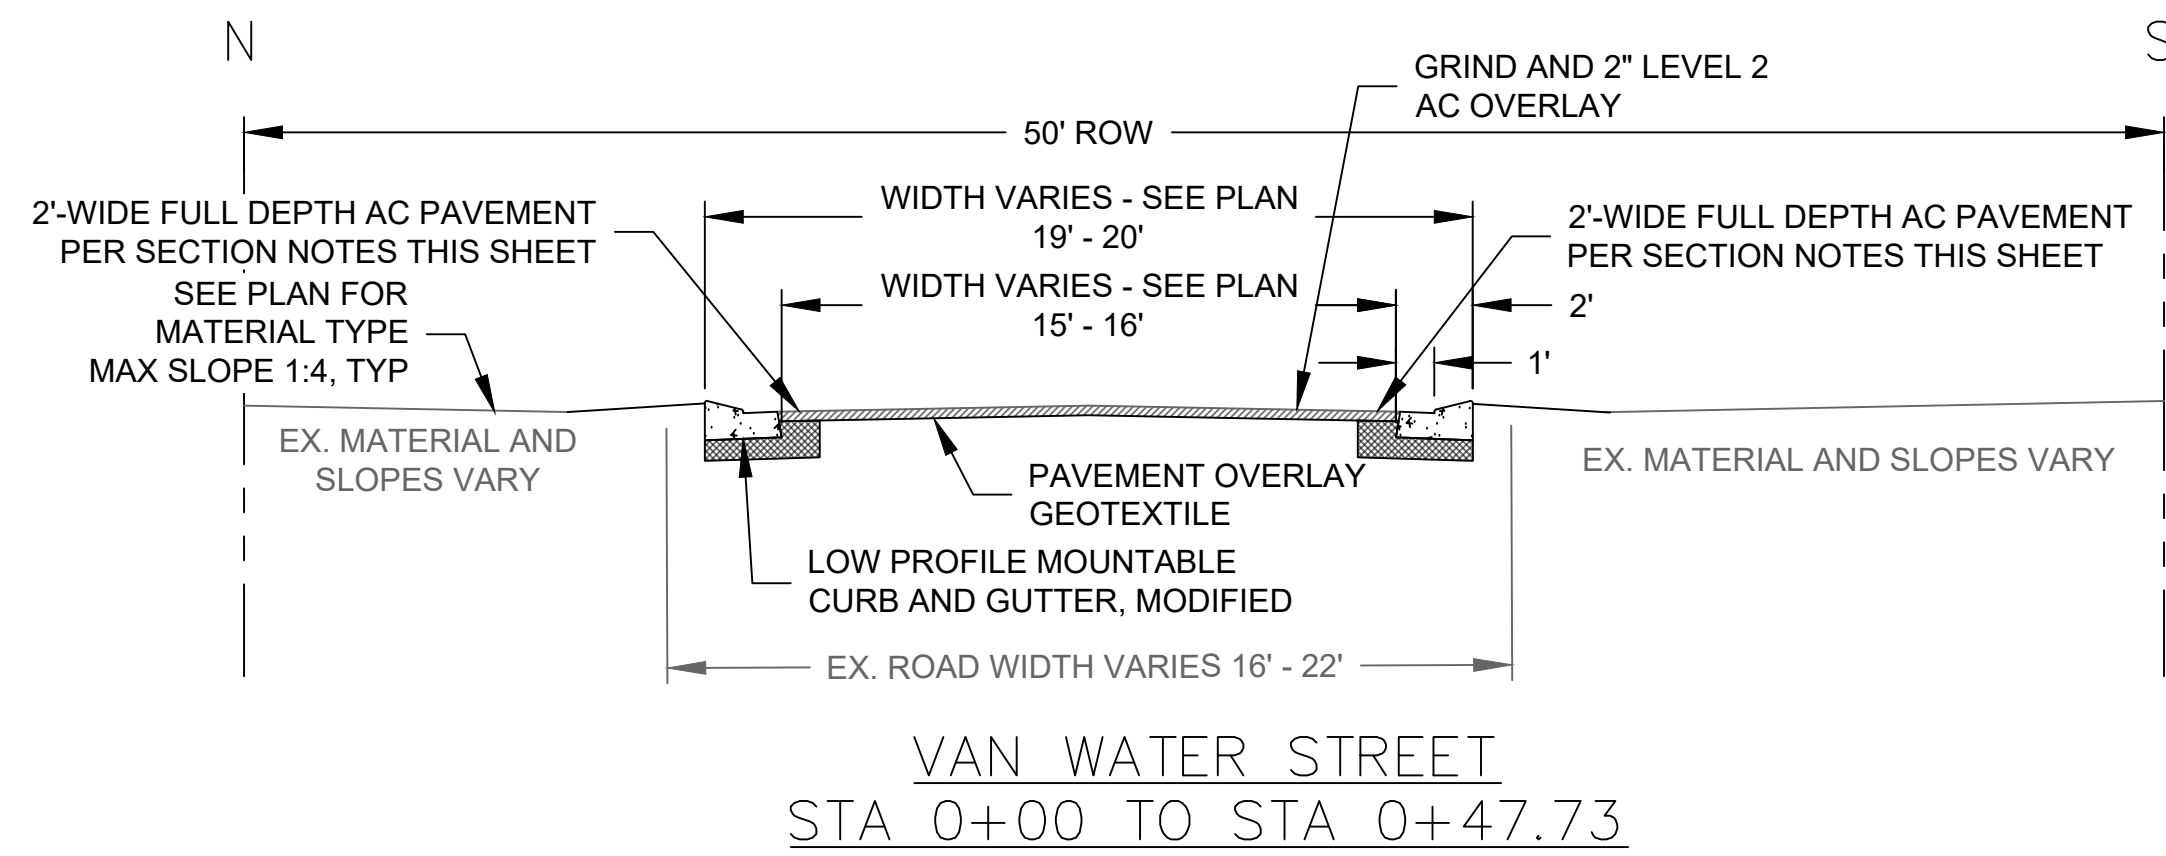 N
S
GRIND AND 2" LEVEL 2
AC OVERLAY
50' ROW
2'-WIDE FULL DEPTH AC PAVEMENT
PER SECTION NOTES THIS SHEET
WIDTH VARIES - SEE PLAN
19' - 20'
2'-WIDE FULL DEPTH AC PAVEMENT
PER SECTION NOTES THIS SHEET
SEE PLAN FOR
MATERIAL TYPE
MAX SLOPE 1:4, TYP
WIDTH VARIES - SEE PLAN
15' - 16'
2'
1'
EX. MATERIAL AND
SLOPES VARY
EX. MATERIAL AND SLOPES VARY
PAVEMENT OVERLAY
GEOTEXTILE
LOW PROFILE MOUNTABLE
CURB AND GUTTER, MODIFIED
EX. ROAD WIDTH VARIES 16' - 22'
VAN WATER STREET
STA 0+00 TO STA 0+47.73